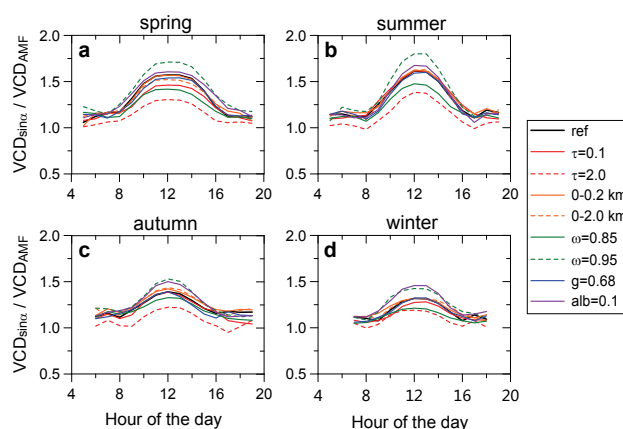 spring
summer
a
b
2.0
1.5
1.0
0.5
2.0
1.5
1.0
0.5
VCDsinα / VCDAMF
4 8 12 16 20
4 8 12 16 20
autumn
winter
c
d
2.0
1.5
1.0
0.5
2.0
1.5
1.0
0.5
VCDsinα / VCDAMF
4 8 12 16 20
4 8 12 16 20
Hour of the day
Hour of the day
ref
τ=0.1
τ=2.0
0-0.2 km
0-2.0 km
ω=0.85
ω=0.95
g=0.68
alb=0.1